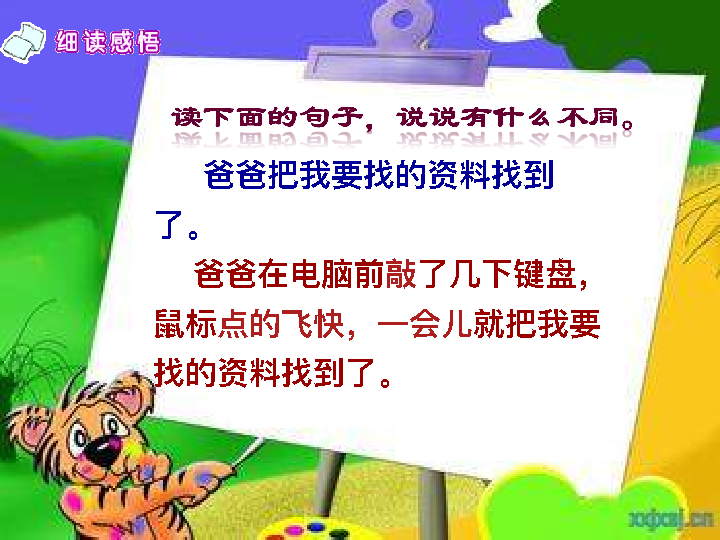 细读感悟
读下面的句子，说说有什么不同。
爸爸把我要找的资料找到
了。
爸爸在电脑前敲了几下键盘，
鼠标点的飞快，一会儿就把我要
找的资料找到了。